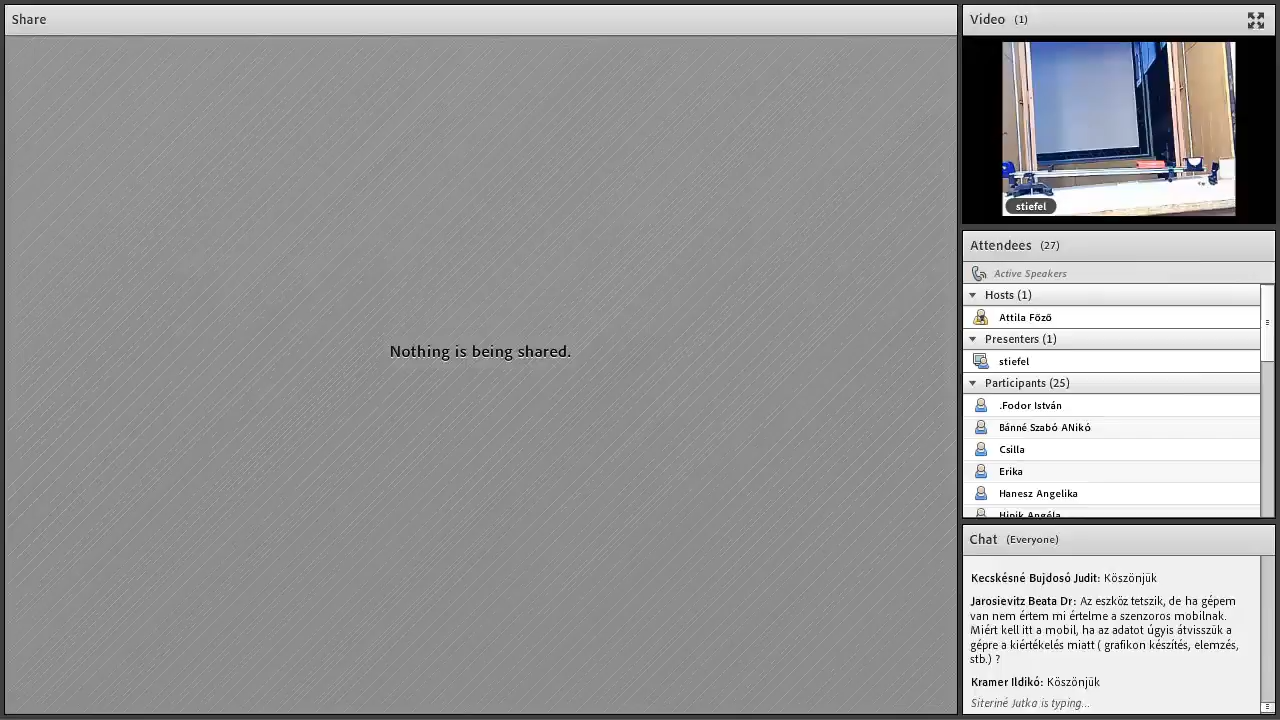 Share
Nothing is being shared.
Video (1)
stiefel
Attendees (27)
Active Speakers
Hosts (1)
Attila Főző
Presenters (1)
stiefel
Participants (25)
.Fodor István
Bánné Szabó ANikó
Csilla
Erika
Hanesz Angelika
Hipik Angéla
Chat (Everyone)
Kecskésné Bujdosó Judit: Köszönjük
Jarosievitz Beata Dr: Az eszköz tetszik, de ha gépem
van nem értem mi értelme a szenzoros mobilnak.
Miért kell itt a mobil, ha az adatot úgyis átvisszük a
gépre a kiértékelés miatt ( grafikon készítés, elemzés,
stb.) ?
Kramer Ildikó: Köszönjük
Siteriné Jutka is typing...